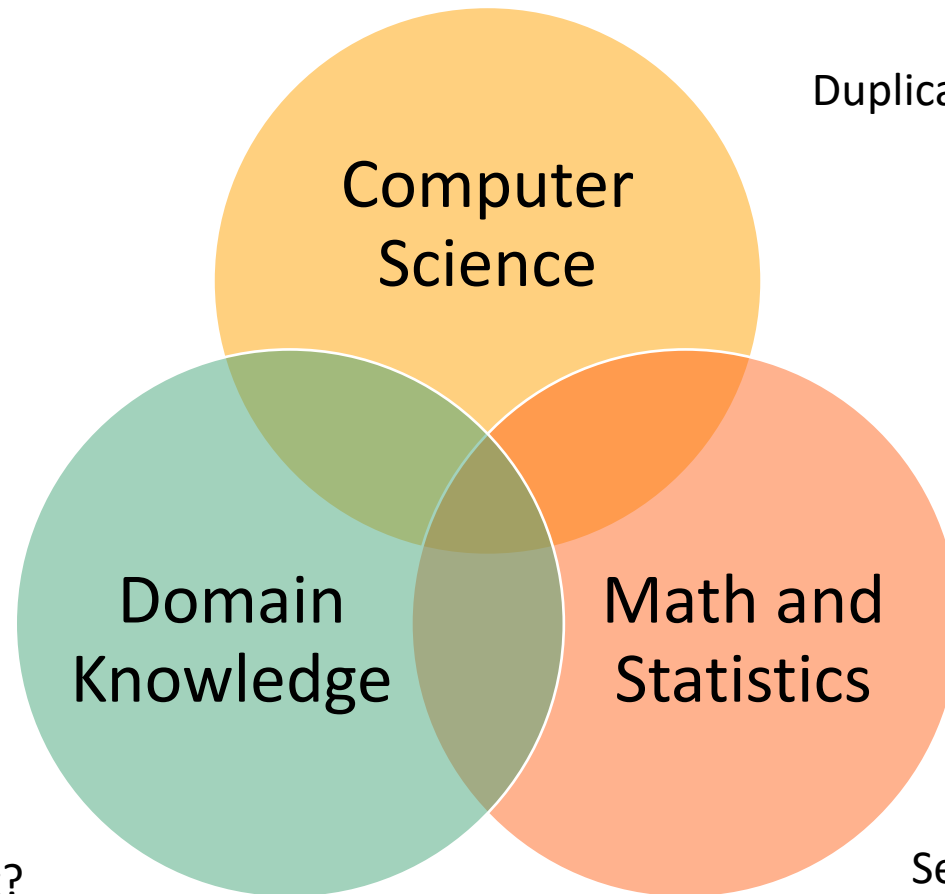 Duplica
Computer
Science
Domain
Knowledge
Math and
Statistics
?
Se